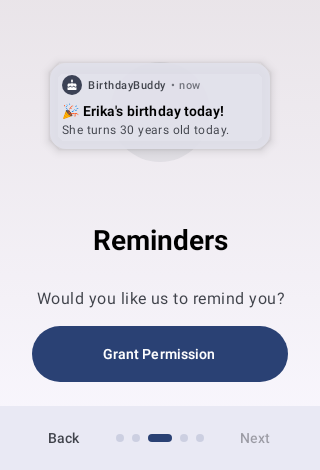 BirthdayBuddy • now
🎉 Erika's birthday today!
She turns 30 years old today.
Reminders
Would you like us to remind you?
Grant Permission
Back
Next